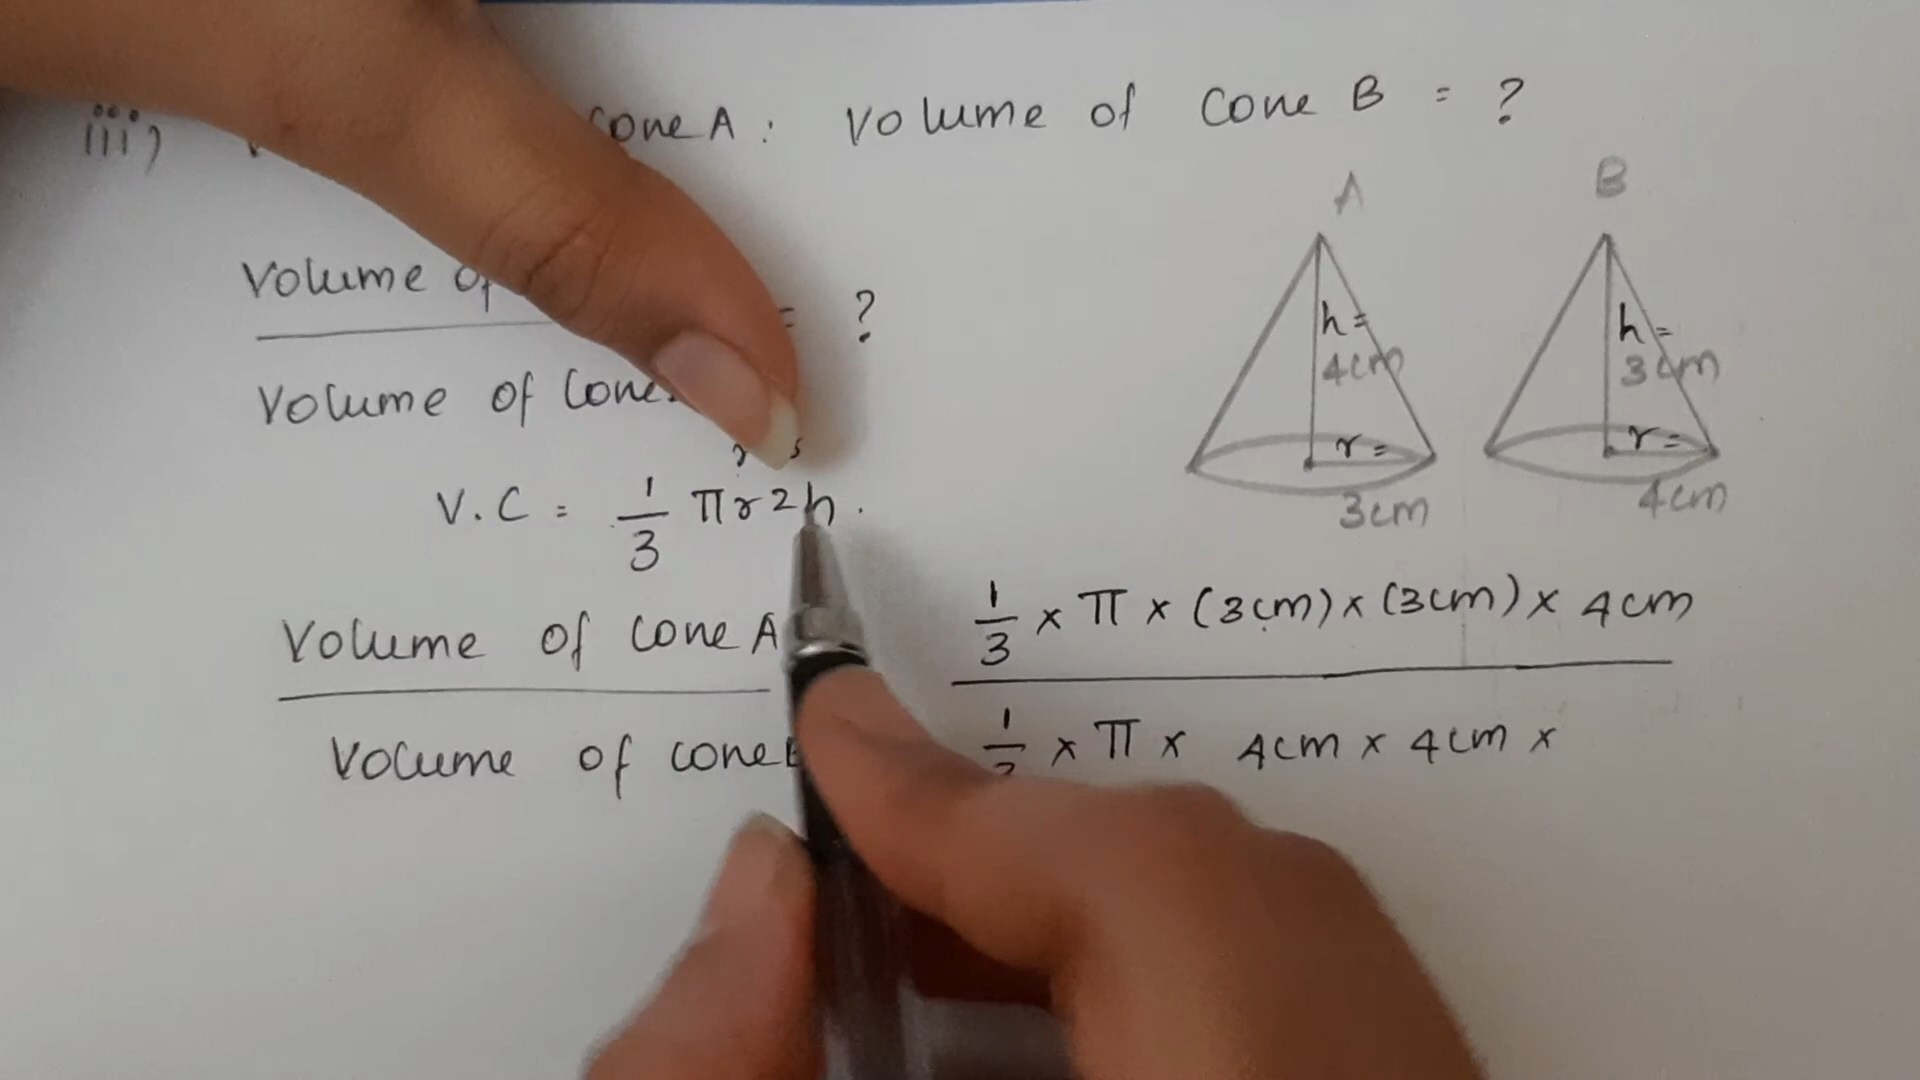 iii) Cone A : Volume of Cone B = ?
A B
Volume of = ?
Volume of Cone
h = 4cm h = 3cm
r = 3cm r = 4cm
V.C = 1/3 πr2h.
Volume of Cone A 1/3 × π × (3cm) × (3cm) × 4cm
Volume of cone B × π × 4cm × 4cm ×